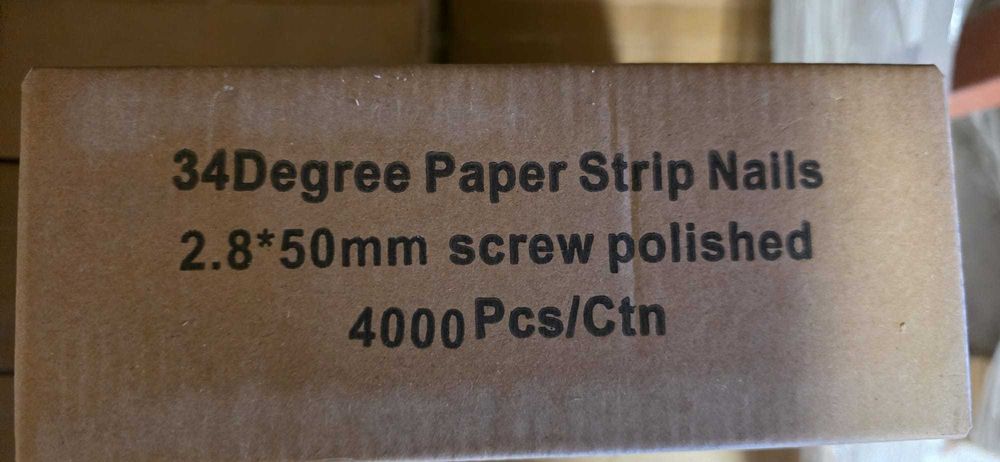 34Degree Paper Strip Nails
2.8*50mm screw polished
4000Pcs/Ctn